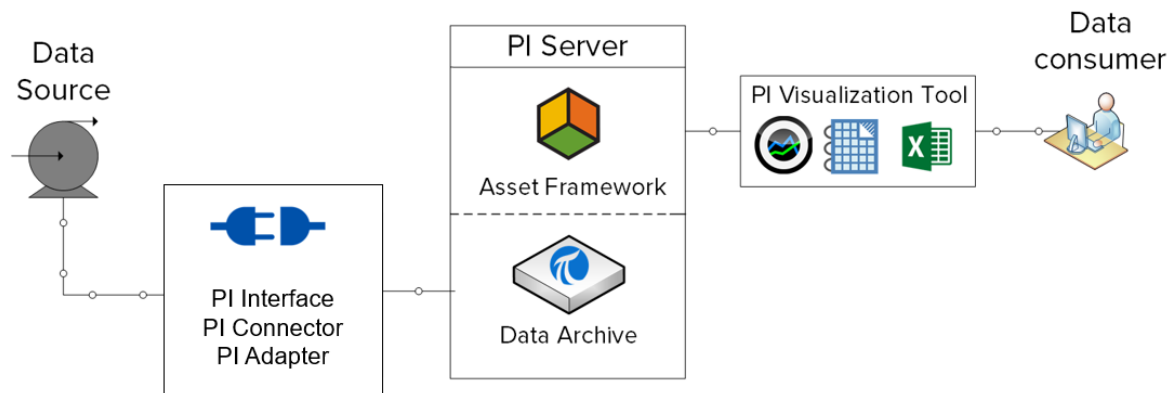 Data
Source
PI Interface
PI Connector
PI Adapter
PI Server
Asset Framework
Data Archive
PI Visualization Tool
X
Data
consumer